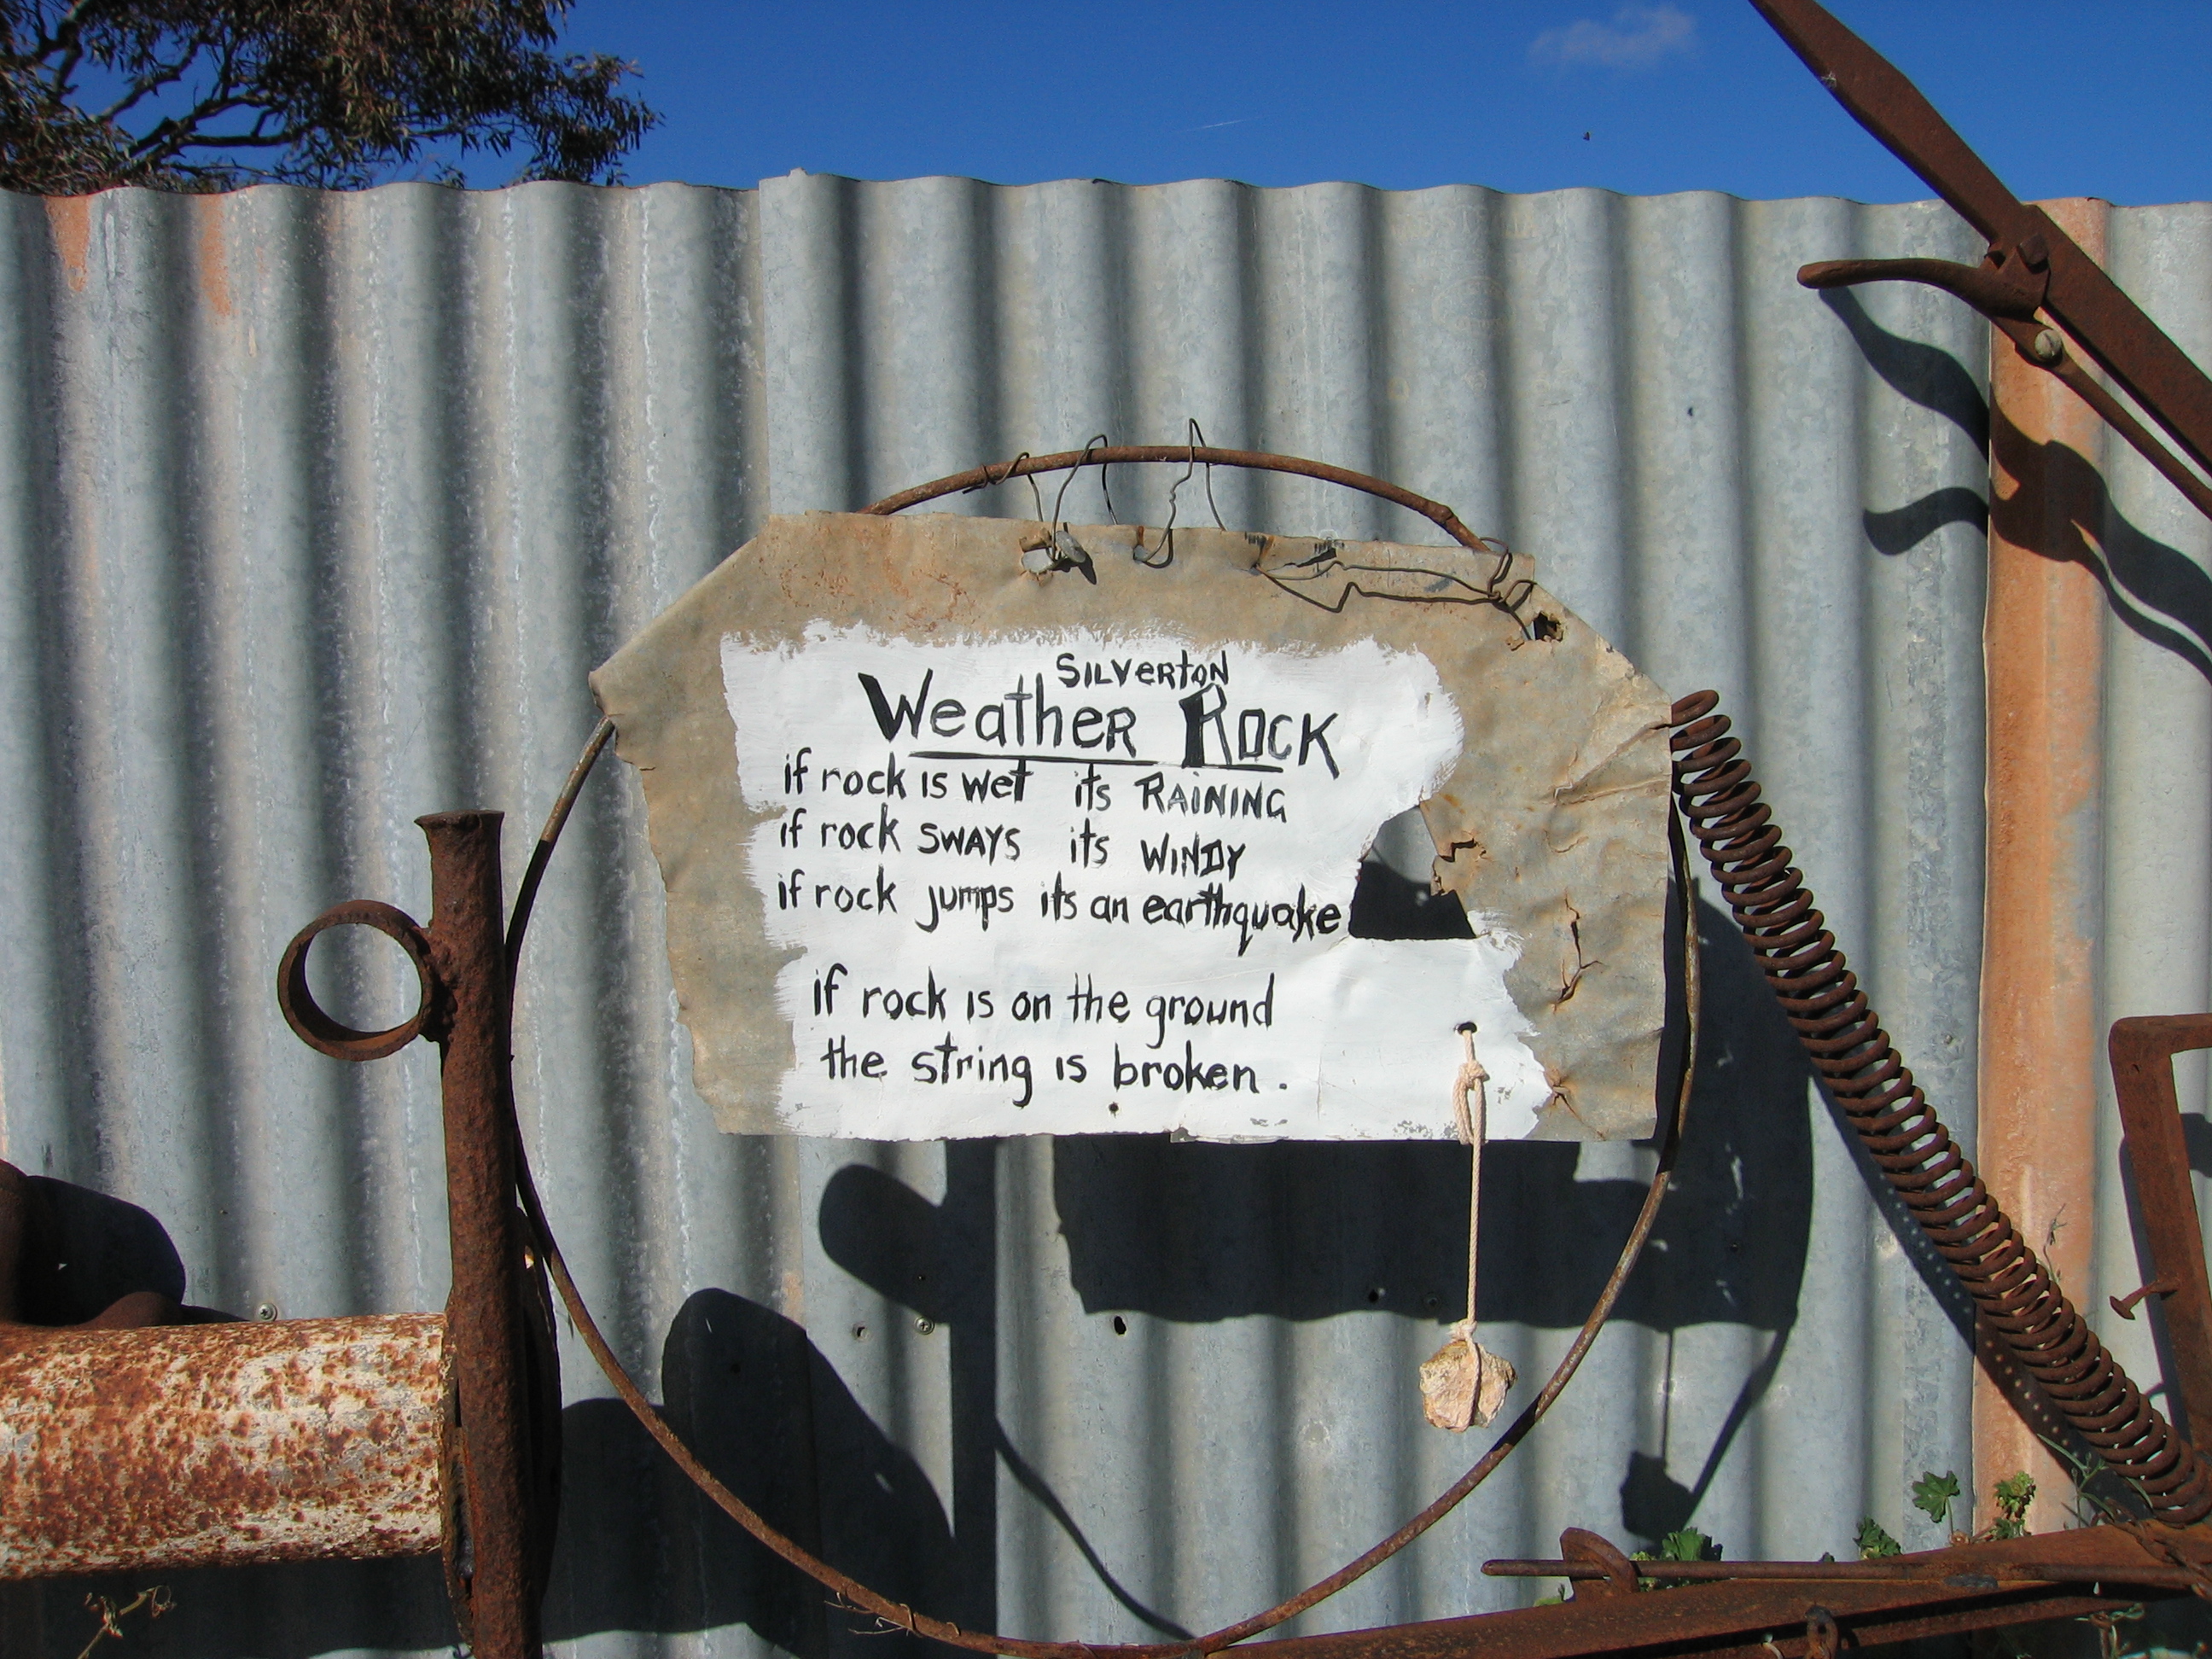 SILVERTON
Weather Rock
if rock is wet its RAINING
if rock SWAYS its WINDY
if rock jumps its an earthquake
if rock is on the ground
the string is broken.